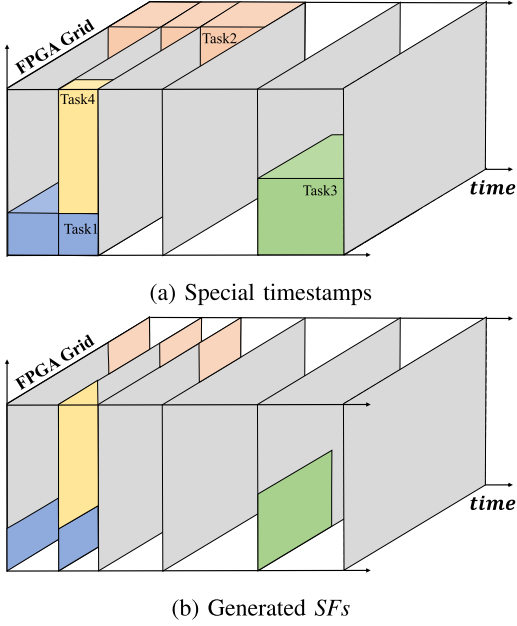 FPGA Grid
Task2
Task4
Task1
Task3
time
(a) Special timestamps
FPGA Grid
time
(b) Generated SFs